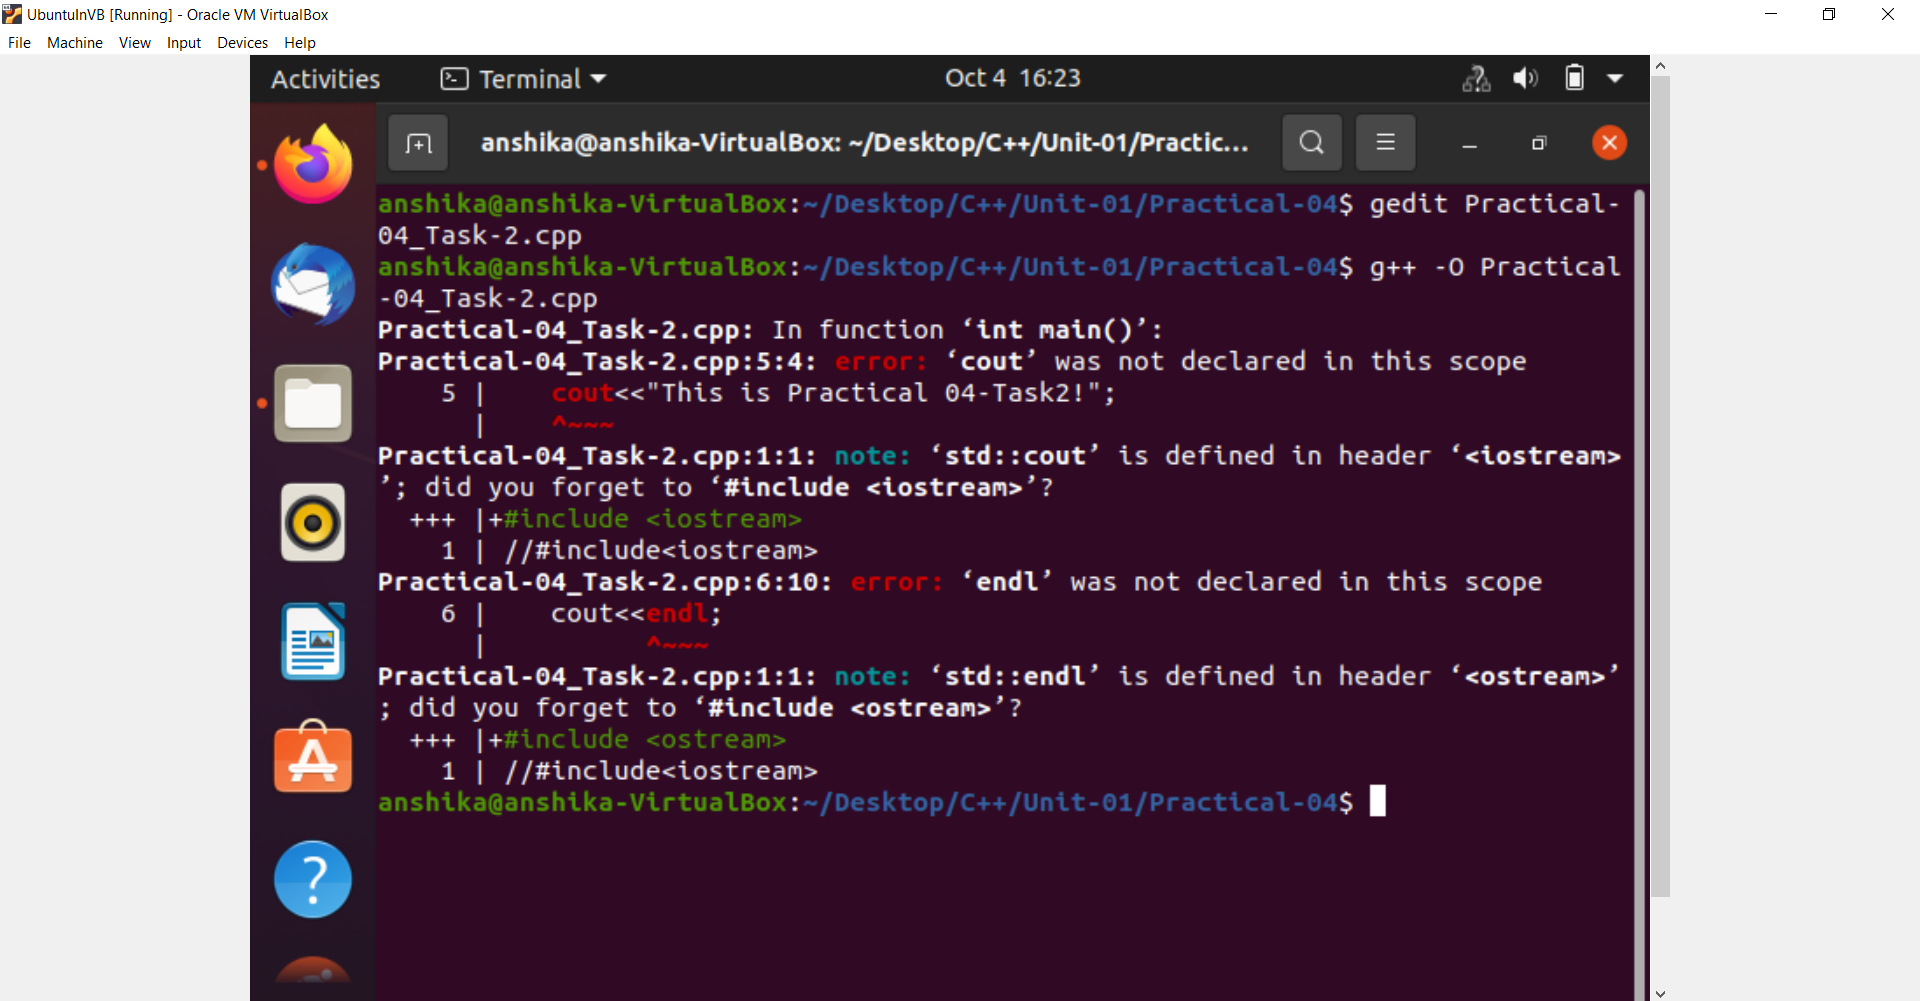 UbuntuInVB [Running] - Oracle VM VirtualBox
File Machine View Input Devices Help
Activities Terminal Oct 4 16:23
anshika@anshika-VirtualBox: ~/Desktop/C++/Unit-01/Practic...
anshika@anshika-VirtualBox:~/Desktop/C++/Unit-01/Practical-04$ gedit Practical-
04_Task-2.cpp
anshika@anshika-VirtualBox:~/Desktop/C++/Unit-01/Practical-04$ g++ -O Practical
-04_Task-2.cpp
Practical-04_Task-2.cpp: In function ‘int main()’:
Practical-04_Task-2.cpp:5:4: error: ‘cout’ was not declared in this scope
    5 |    cout<<"This is Practical 04-Task2!";
      |    ^~~~
Practical-04_Task-2.cpp:1:1: note: ‘std::cout’ is defined in header ‘<iostream>
’; did you forget to ‘#include <iostream>’?
  +++ |+#include <iostream>
    1 | //#include<iostream>
Practical-04_Task-2.cpp:6:10: error: ‘endl’ was not declared in this scope
    6 |    cout<<endl;
      |          ^~~~
Practical-04_Task-2.cpp:1:1: note: ‘std::endl’ is defined in header ‘<ostream>’
; did you forget to ‘#include <ostream>’?
  +++ |+#include <ostream>
    1 | //#include<iostream>
anshika@anshika-VirtualBox:~/Desktop/C++/Unit-01/Practical-04$